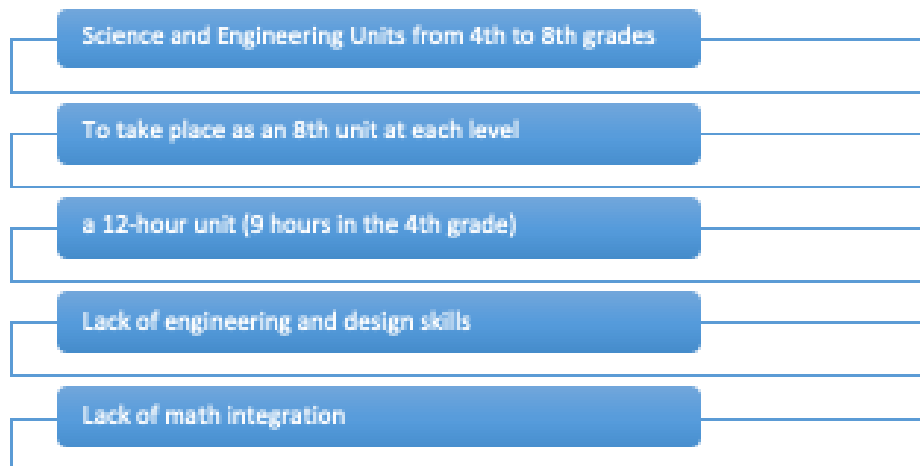 Science and Engineering Units from 4th to 8th grades
To take place as an 8th unit at each level
a 12-hour unit (9 hours in the 4th grade)
Lack of engineering and design skills
Lack of math integration